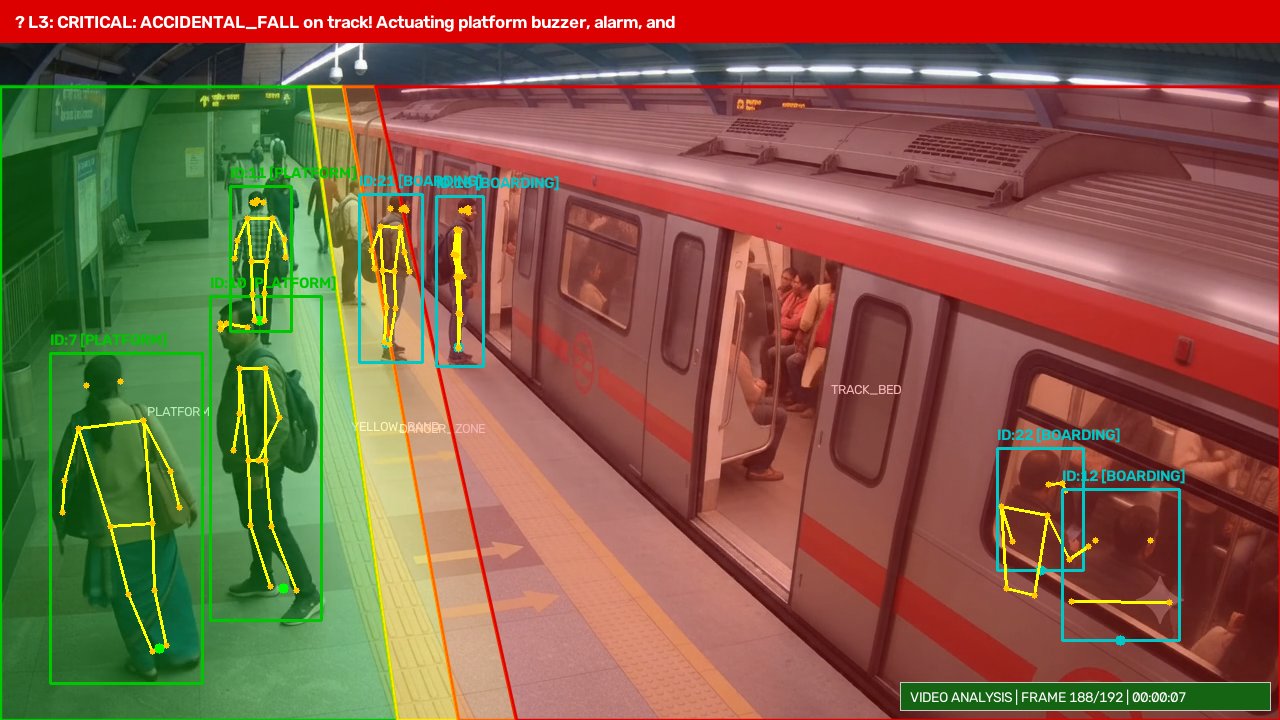 ? L3: CRITICAL: ACCIDENTAL_FALL on track! Actuating platform buzzer, alarm, and
ID:11 [PLATFORM]
ID:21 [BOARDING]
[BOARDING]
[PLATFORM]
ID:7 [PLATFORM]
TRACK_BED
PLATFORM
YELLOW_BAND
DANGER_ZONE
ID:22 [BOARDING]
ID:12 [BOARDING]
VIDEO ANALYSIS | FRAME 188/192 | 00:00:07